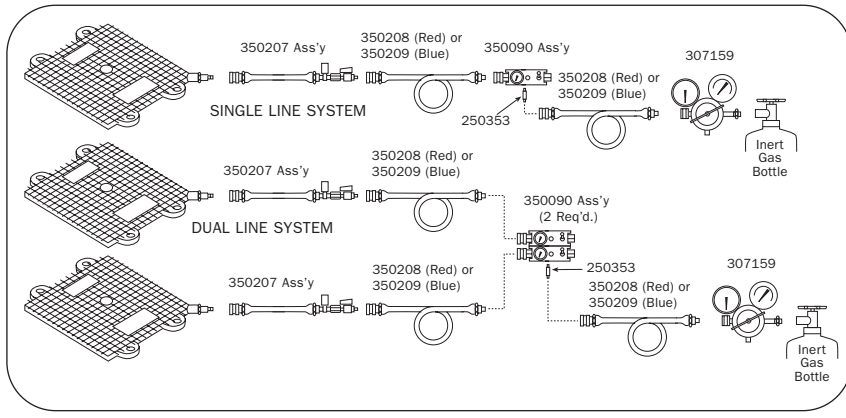 350207 Ass'y
350208 (Red) or
350209 (Blue)
350090 Ass'y
350208 (Red) or
350209 (Blue)
307159
250353
SINGLE LINE SYSTEM
Inert
Gas
Bottle
350207 Ass'y
350208 (Red) or
350209 (Blue)
350090 Ass'y
(2 Req'd.)
DUAL LINE SYSTEM
350207 Ass'y
350208 (Red) or
350209 (Blue)
250353
350208 (Red) or
350209 (Blue)
307159
Inert
Gas
Bottle